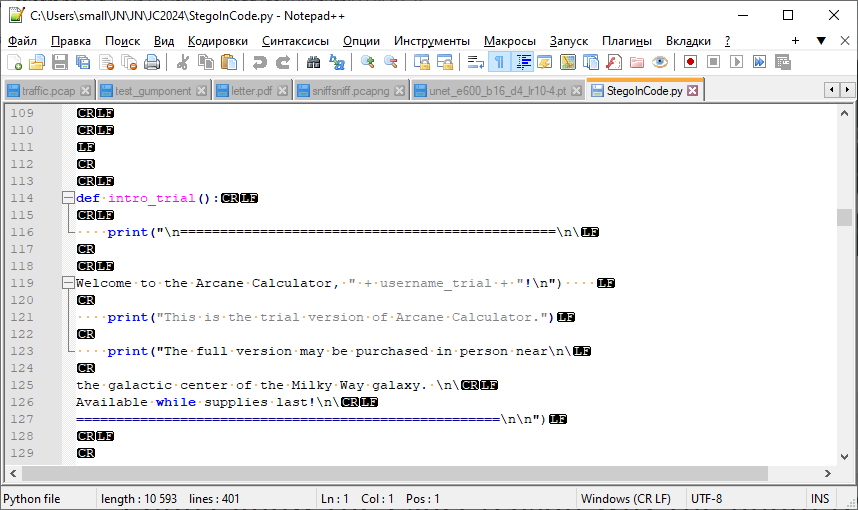 C:\Users\small\JN\JN\JC2024\StegoInCode.py - Notepad++
Файл Правка Поиск Вид Кодировки Синтаксисы Опции Инструменты Макросы Запуск Плагины Вкладки ? + ▼ X
traffic.pcap test_gumponent letter.pdf sniffsniff.pcapng unet_e600_b16_d4_lr10-4.pt StegoInCode.py
109 CRLF
110 CRLF
111 LF
112 CR
113 CRLF
114 def intro_trial():CRLF
115 CRLF
116 ····print("\n===============================================\n\LF
117 CR
118 CRLF
119 Welcome·to·the·Arcane·Calculator,·"·+·username_trial·+·"!\n")····LF
120 CR
121 ····print("This·is·the·trial·version·of·Arcane·Calculator.")LF
122 CR
123 ····print("The·full·version·may·be·purchased·in·person·near\n\LF
124 CR
125 the·galactic·center·of·the·Milky·Way·galaxy.·\n\CRLF
126 Available·while·supplies·last!\n\CRLF
127 =====================================================\n\n")LF
128 CRLF
129 CR
Python file length : 10 593 lines : 401 Ln : 1 Col : 1 Pos : 1 Windows (CR LF) UTF-8 INS